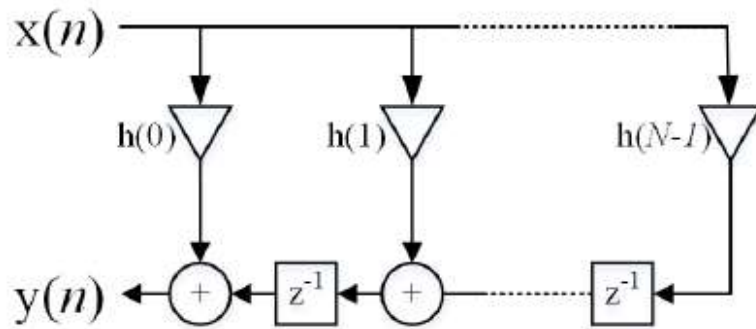 x(n)
h(0)
h(1)
h(N-1)
y(n)
+
z⁻¹
+
z⁻¹